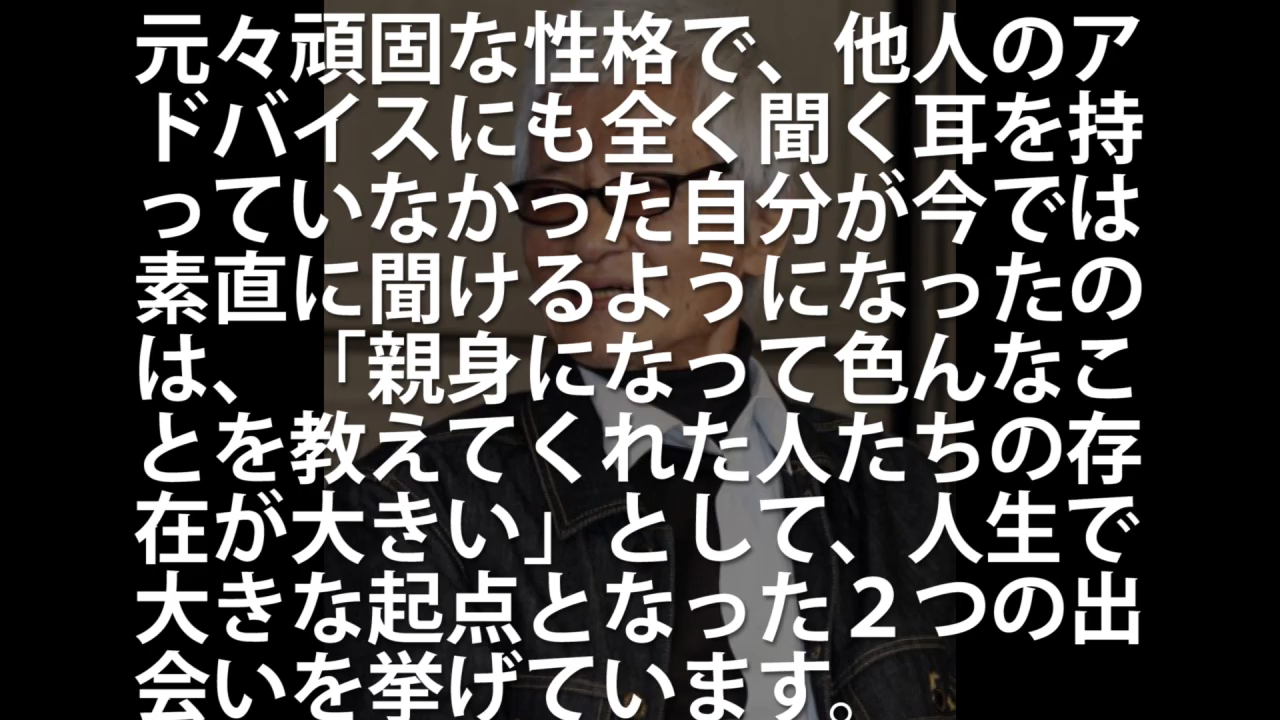 元々頑固な性格で、他人のア
ドバイスにも全く聞く耳を持
っていなかった自分が今では
素直に聞けるようになったの
は、「親身になって色んなこ
とを教えてくれた人たちの存
在が大きい」として、人生で
大きな起点となった２つの出
会いを挙げています。